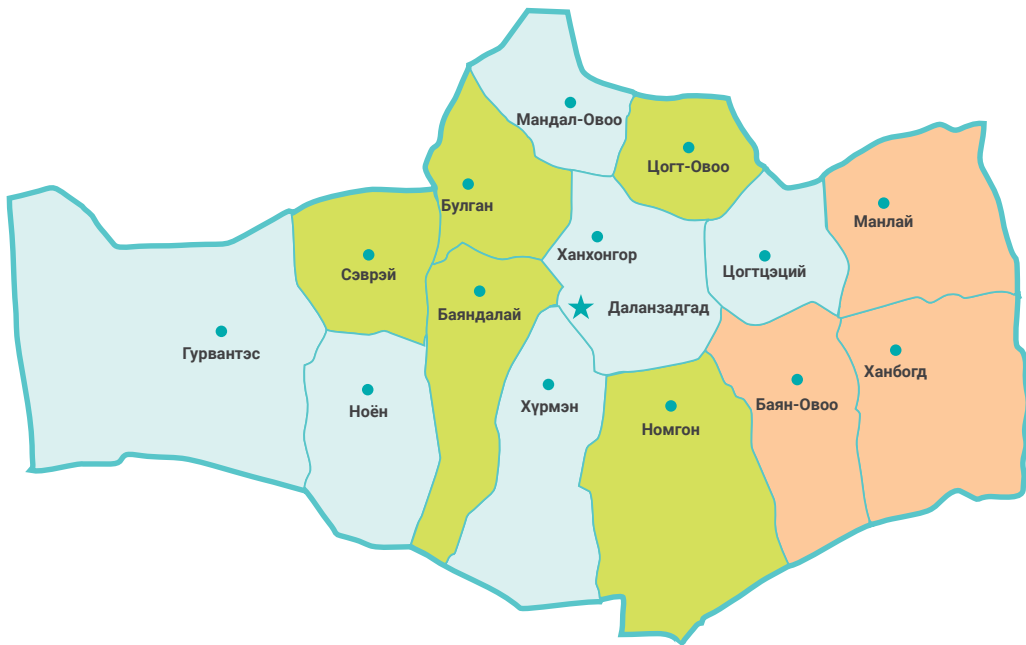 Мандал-Овоо
Цогт-Овоо
Булган
Манлай
Ханхонгор
Сэврэй
Цогтцэций
Баяндалай
Даланзадгад
Гурвантэс
Ханбогд
Ноён
Хүрмэн
Баян-Овоо
Номгон